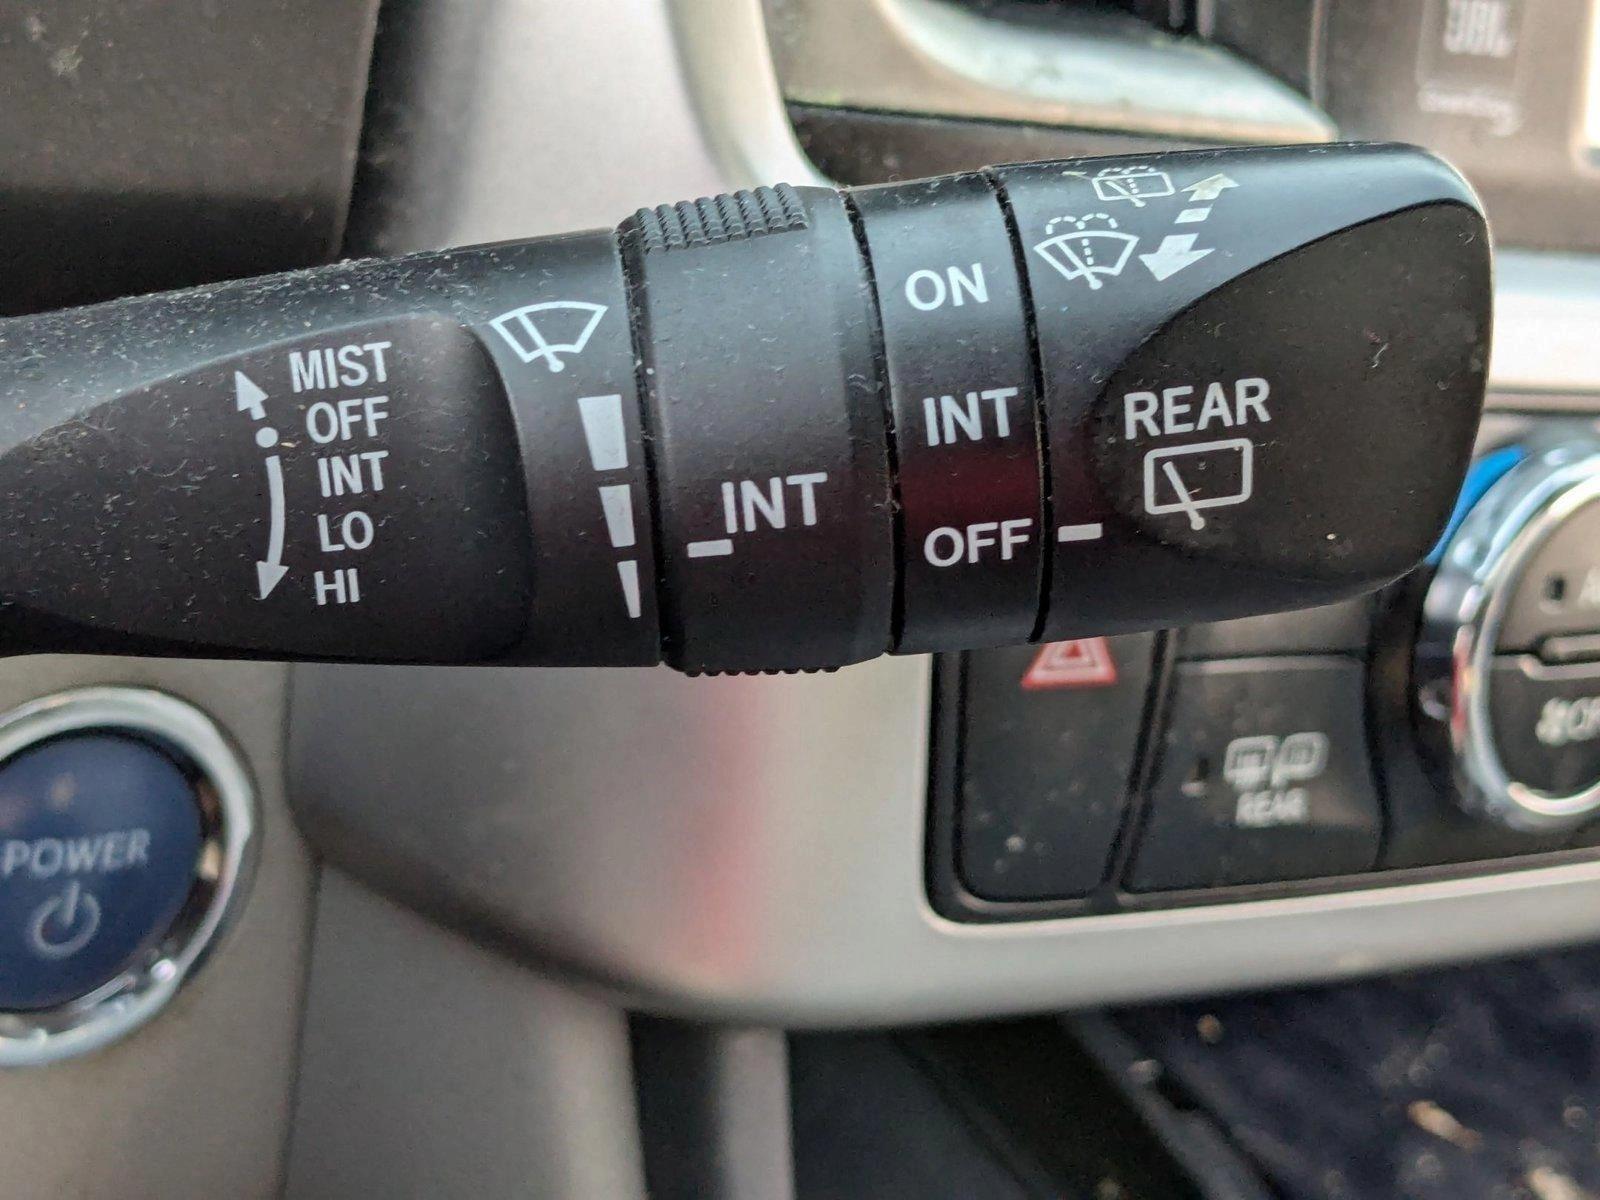 JBL
MIST
OFF
INT
LO
HI
INT
ON
INT
OFF
REAR
POWER
REAR